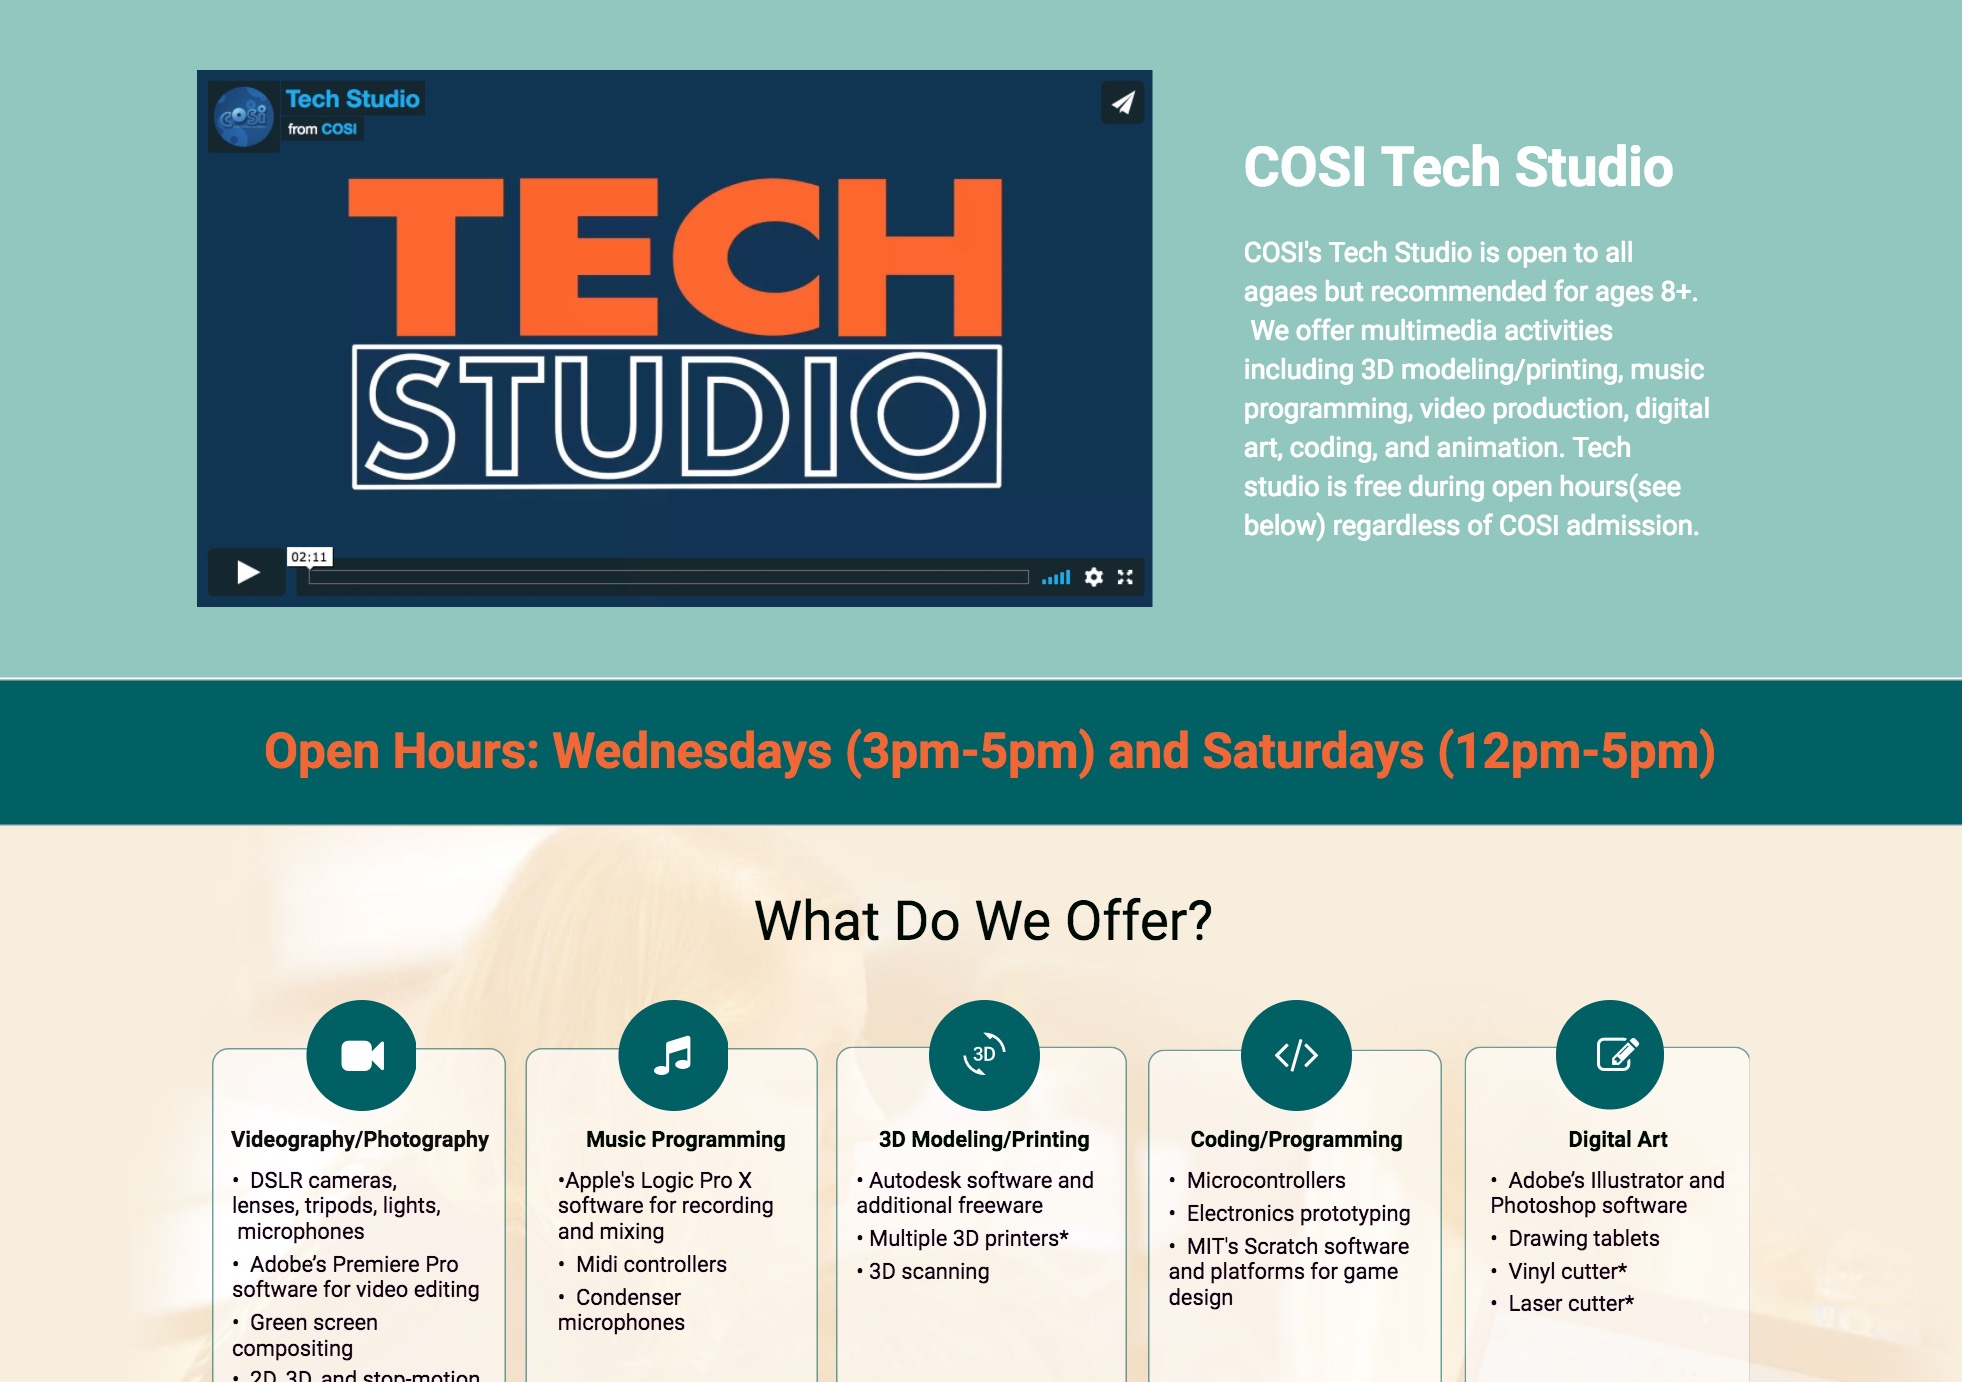 Tech Studio
from COSI
COSI
TECH
STUDIO
02:11
COSI Tech Studio
COSI's Tech Studio is open to all
agaes but recommended for ages 8+.
We offer multimedia activities
including 3D modeling/printing, music
programming, video production, digital
art, coding, and animation. Tech
studio is free during open hours(see
below) regardless of COSI admission.
Open Hours: Wednesdays (3pm-5pm) and Saturdays (12pm-5pm)
What Do We Offer?
Videography/Photography
• DSLR cameras,
lenses, tripods, lights,
microphones
• Adobe’s Premiere Pro
software for video editing
• Green screen
compositing
• 2D, 3D, and stop-motion
Music Programming
•Apple's Logic Pro X
software for recording
and mixing
• Midi controllers
• Condenser
microphones
3D
3D Modeling/Printing
• Autodesk software and
additional freeware
• Multiple 3D printers*
• 3D scanning
</>
Coding/Programming
• Microcontrollers
• Electronics prototyping
• MIT's Scratch software
and platforms for game
design
Digital Art
• Adobe’s Illustrator and
Photoshop software
• Drawing tablets
• Vinyl cutter*
• Laser cutter*